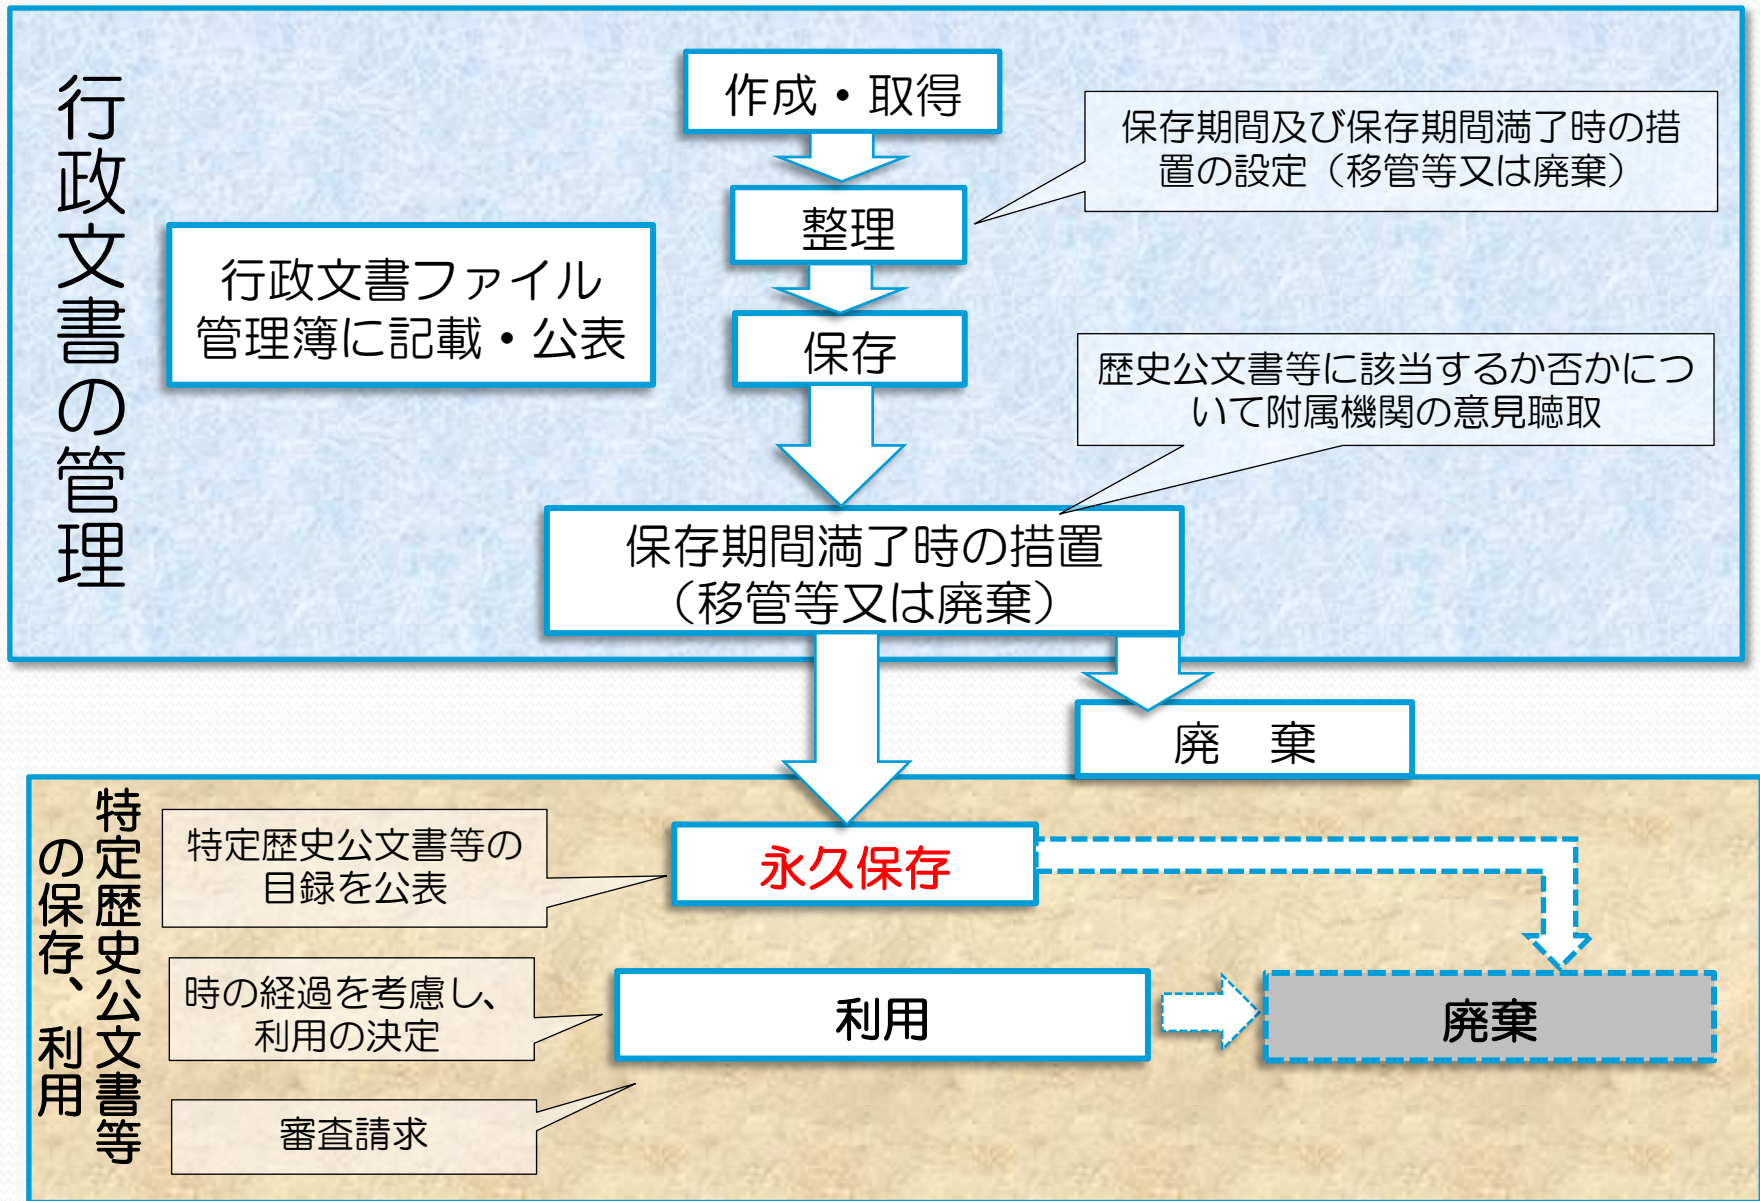 行政文書の管理
作成・取得
保存期間及び保存期間満了時の措
置の設定（移管等又は廃棄）
整理
行政文書ファイル
管理簿に記載・公表
保存
歴史公文書等に該当するか否かにつ
いて附属機関の意見聴取
保存期間満了時の措置
（移管等又は廃棄）
廃　棄
特定歴史公文書等
の保存、利用
特定歴史公文書等の
目録を公表
永久保存
時の経過を考慮し、
利用の決定
利用
廃棄
審査請求